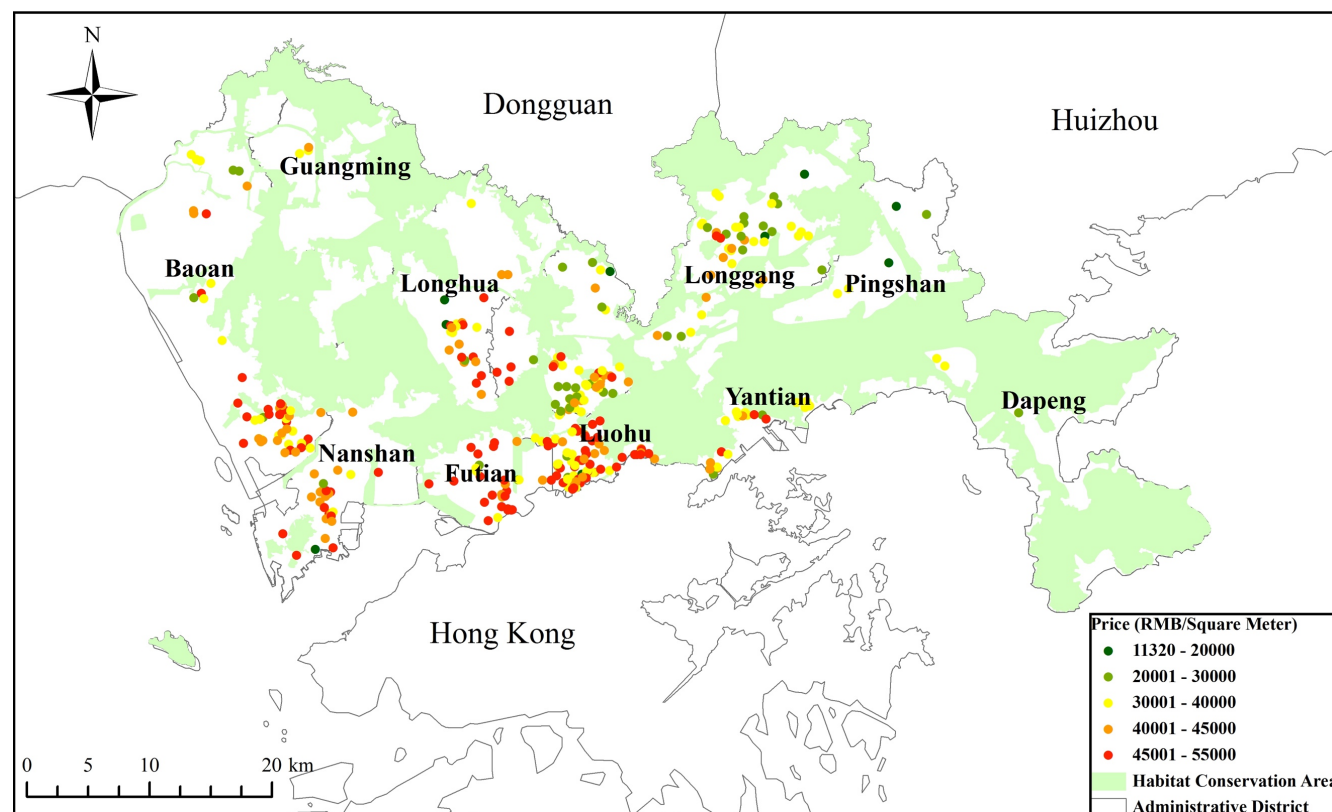 N
Dongguan
Huizhou
Guangming
Baoan
Longhua
Longgang
Pingshan
Yantian
Dapeng
Luohu
Nanshan
Futian
Hong Kong
Price (RMB/Square Meter)
11320 - 20000
20001 - 30000
30001 - 40000
40001 - 45000
45001 - 55000
Habitat Conservation Area
Administrative District
0 5 10 20 km